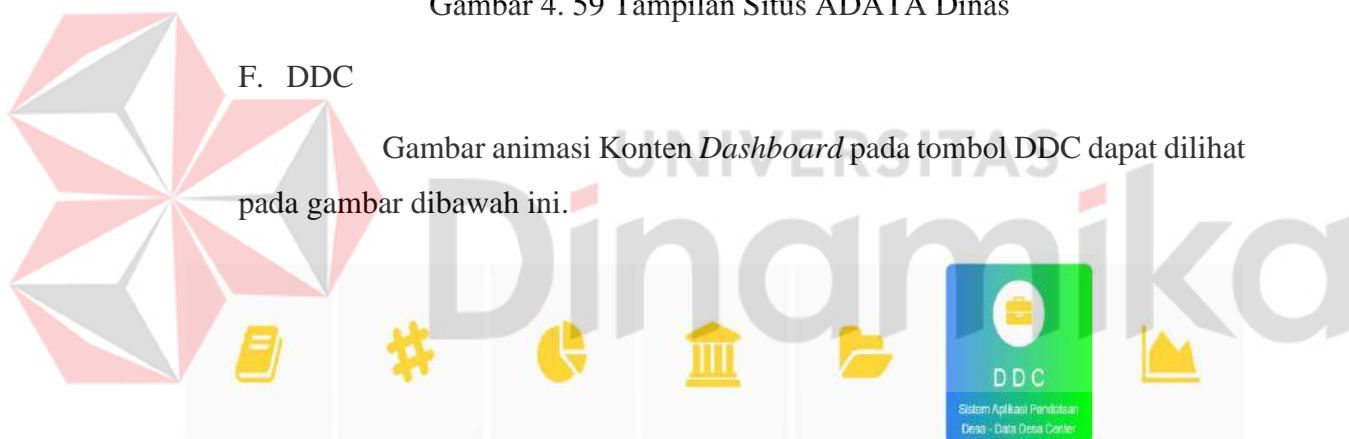 Gambar 4. 59 Tampilan Situs ADATA Dinas
F. DDC
UNIVERSITAS
Dinamika
Gambar animasi Konten Dashboard pada tombol DDC dapat dilihat
pada gambar dibawah ini.
DDC
Sistem Aplikasi Pendataan
Desa - Data Desa Center